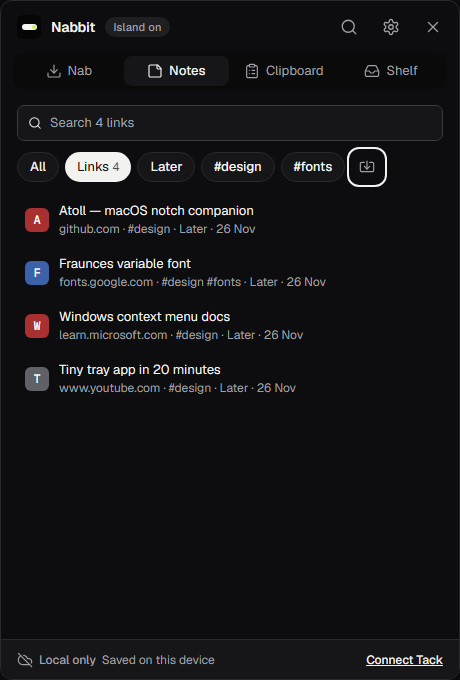 Nabbit Island on
Nab Notes Clipboard Shelf
Search 4 links
All Links 4 Later #design #fonts
A Atoll — macOS notch companion
github.com · #design · Later · 26 Nov
F Fraunces variable font
fonts.google.com · #design #fonts · Later · 26 Nov
W Windows context menu docs
learn.microsoft.com · #design · Later · 26 Nov
T Tiny tray app in 20 minutes
www.youtube.com · #design · Later · 26 Nov
Local only Saved on this device Connect Tack